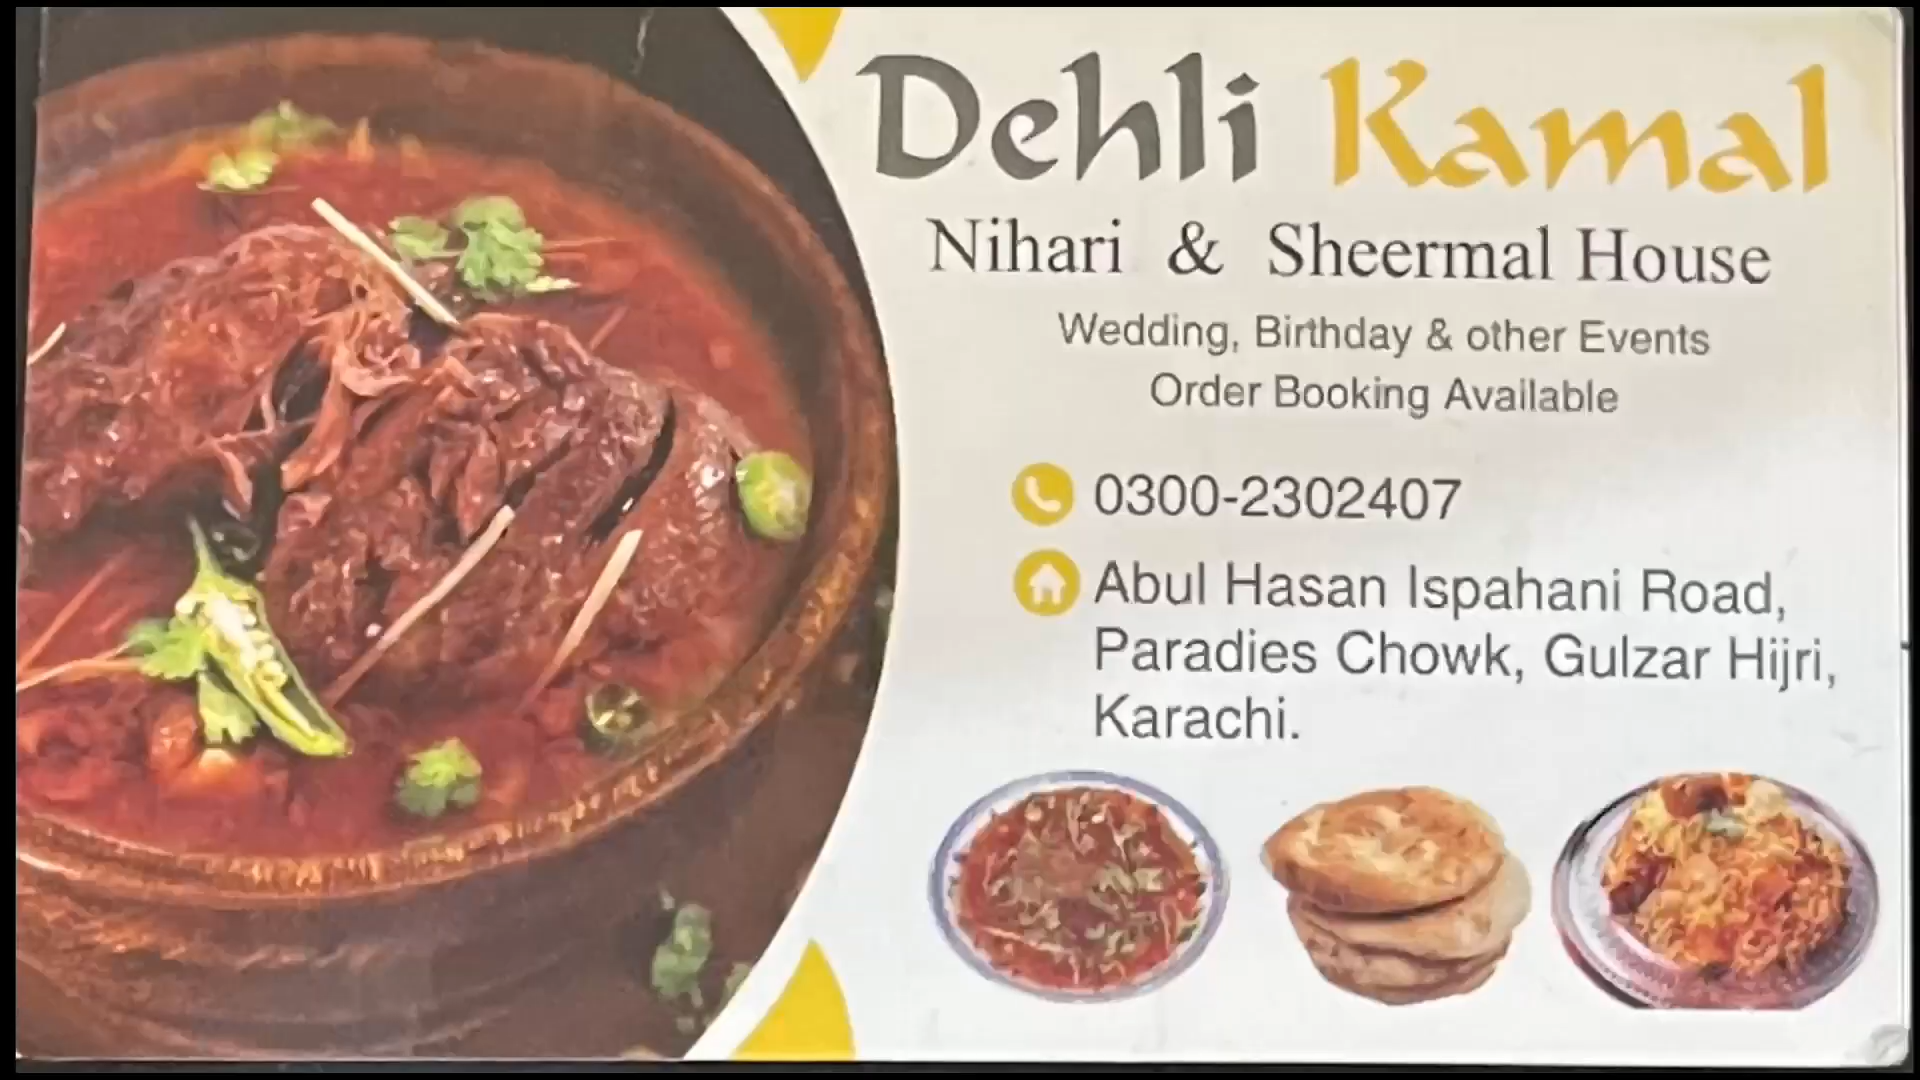 Dehli Kamal
Nihari & Sheermal House
Wedding, Birthday & other Events
Order Booking Available
0300-2302407
Abul Hasan Ispahani Road,
Paradies Chowk, Gulzar Hijri,
Karachi.